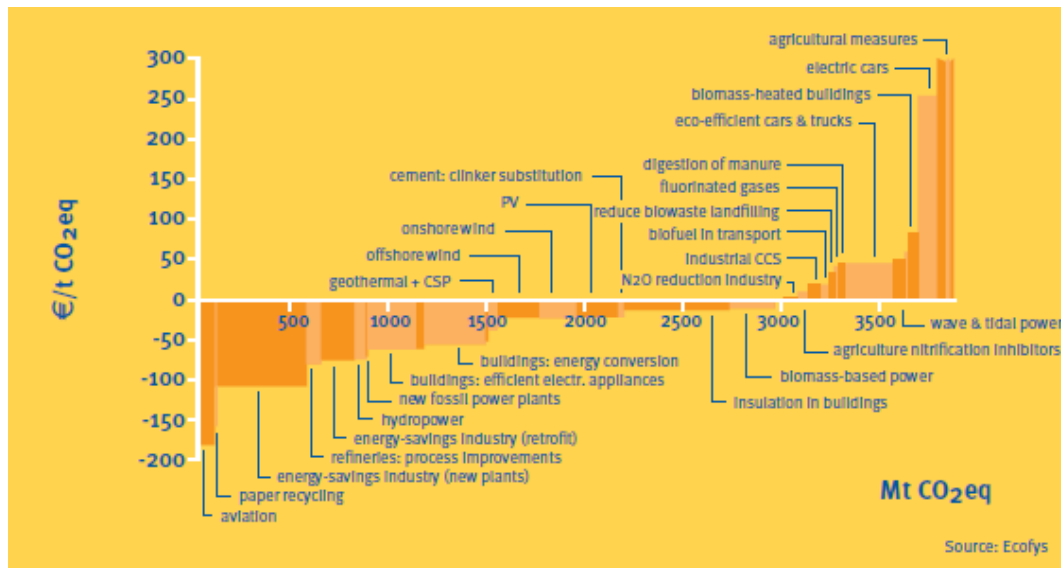 agricultural measures
300
electric cars
250
biomass-heated buildings
200
eco-efficient cars & trucks
digestion of manure
150
cement: clinker substitution
fluorinated gases
PV
reduce biowaste landfilling
100
onshore wind
biofuel in transport
offshore wind
industrial CCS
50
geothermal + CSP
N2O reduction industry
€/t CO2eq
0
500
1000
1500
2000
2500
3000
3500
wave & tidal power
-50
buildings: energy conversion
agriculture nitrification inhibitors
buildings: efficient electr. appliances
biomass-based power
-100
new fossil power plants
insulation in buildings
hydropower
-150
energy-savings industry (retrofit)
refineries: process improvements
-200
energy-savings industry (new plants)
paper recycling
Mt CO2eq
aviation
Source: Ecofys